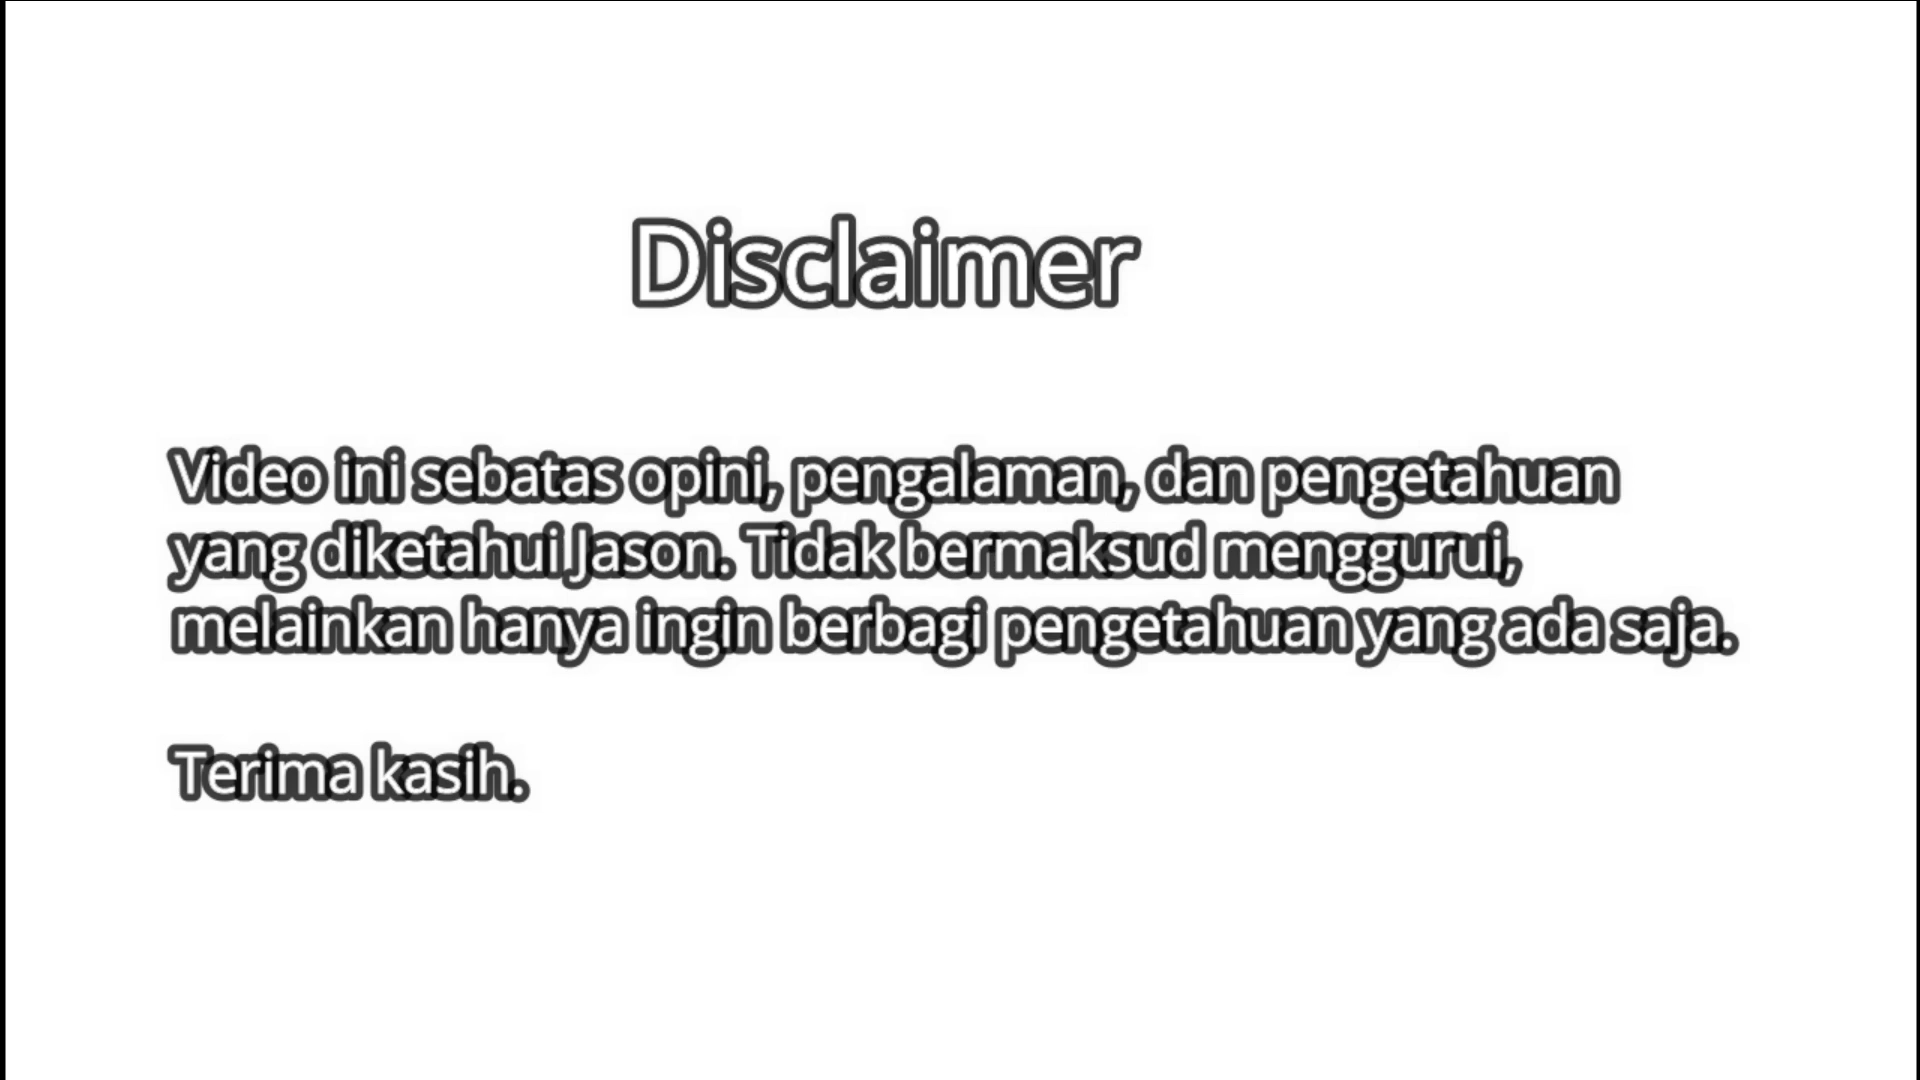 Disclaimer
Video ini sebatas opini, pengalaman, dan pengetahuan
yang diketahui Jason. Tidak bermaksud menggurui,
melainkan hanya ingin berbagi pengetahuan yang ada saja.
Terima kasih.